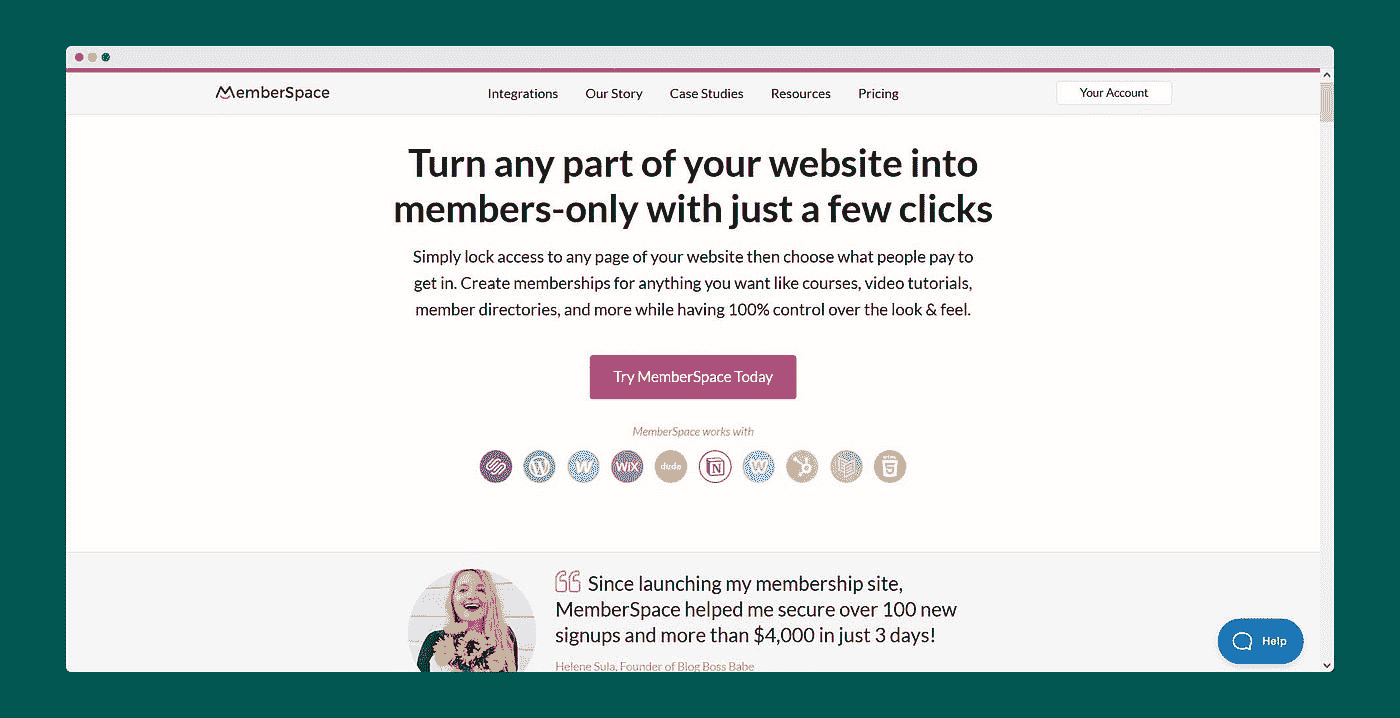 MemberSpace
Integrations
Our Story
Case Studies
Resources
Pricing
Your Account
Turn any part of your website into
members-only with just a few clicks
Simply lock access to any page of your website then choose what people pay to
get in. Create memberships for anything you want like courses, video tutorials,
member directories, and more while having 100% control over the look & feel.
Try MemberSpace Today
MemberSpace works with
WiX
duda
N
Since launching my membership site,
MemberSpace helped me secure over 100 new
signups and more than $4,000 in just 3 days!
Helene Sula, Founder of Blog Boss Babe
Help